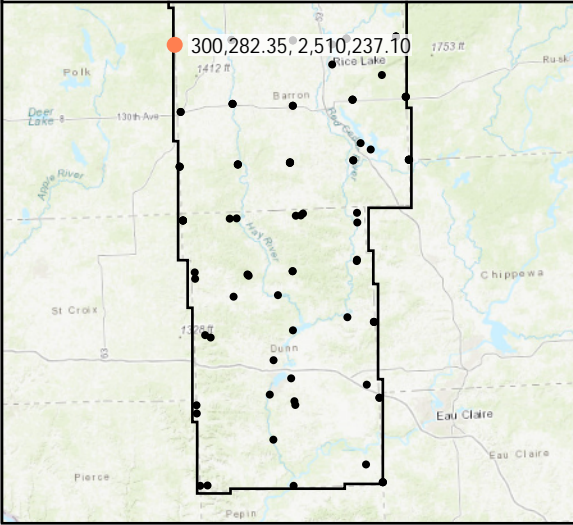 300,282.35, 2,510,237.10
1753 ft
Rice Lake
Rusk
Polk
1412 ft
Barron
Deer
Lake
8
130th Ave
Red Cedar River
Apple River
Hay River
Chippewa
St Croix
1328 ft
Dunn
63
Eau Claire
Eau Claire
Pierce
Pepin